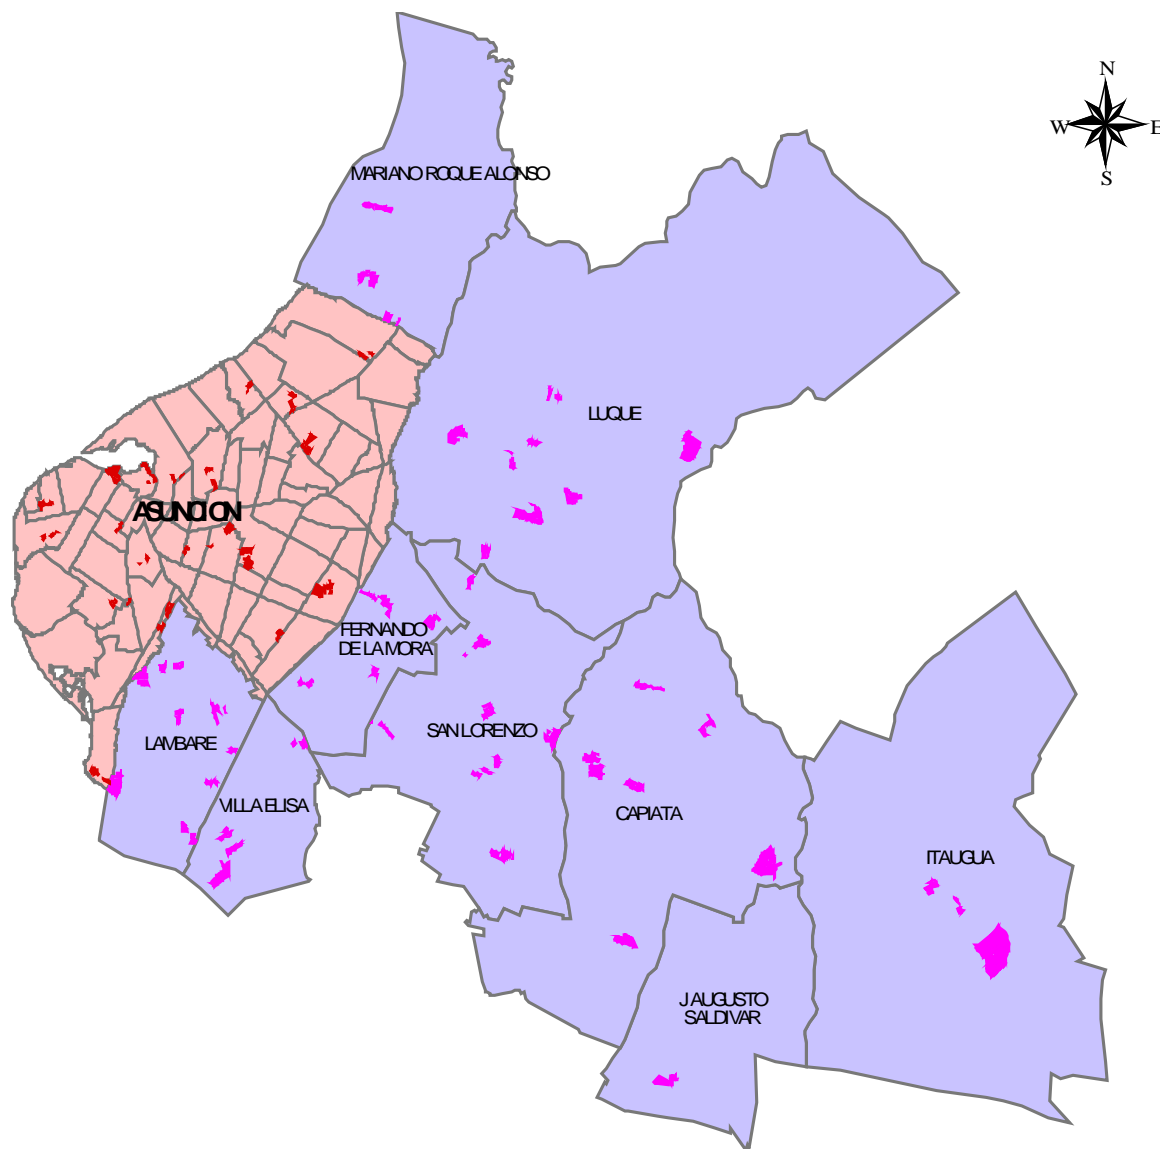 N
W E
S
MARIANO ROQUE ALONSO
LUQUE
ASUNCION
FERNANDO
DE LA MORA
SAN LORENZO
LAMBARE
VILLA ELISA
CAPIATA
ITAUGUA
J AUGUSTO
SALDIVAR